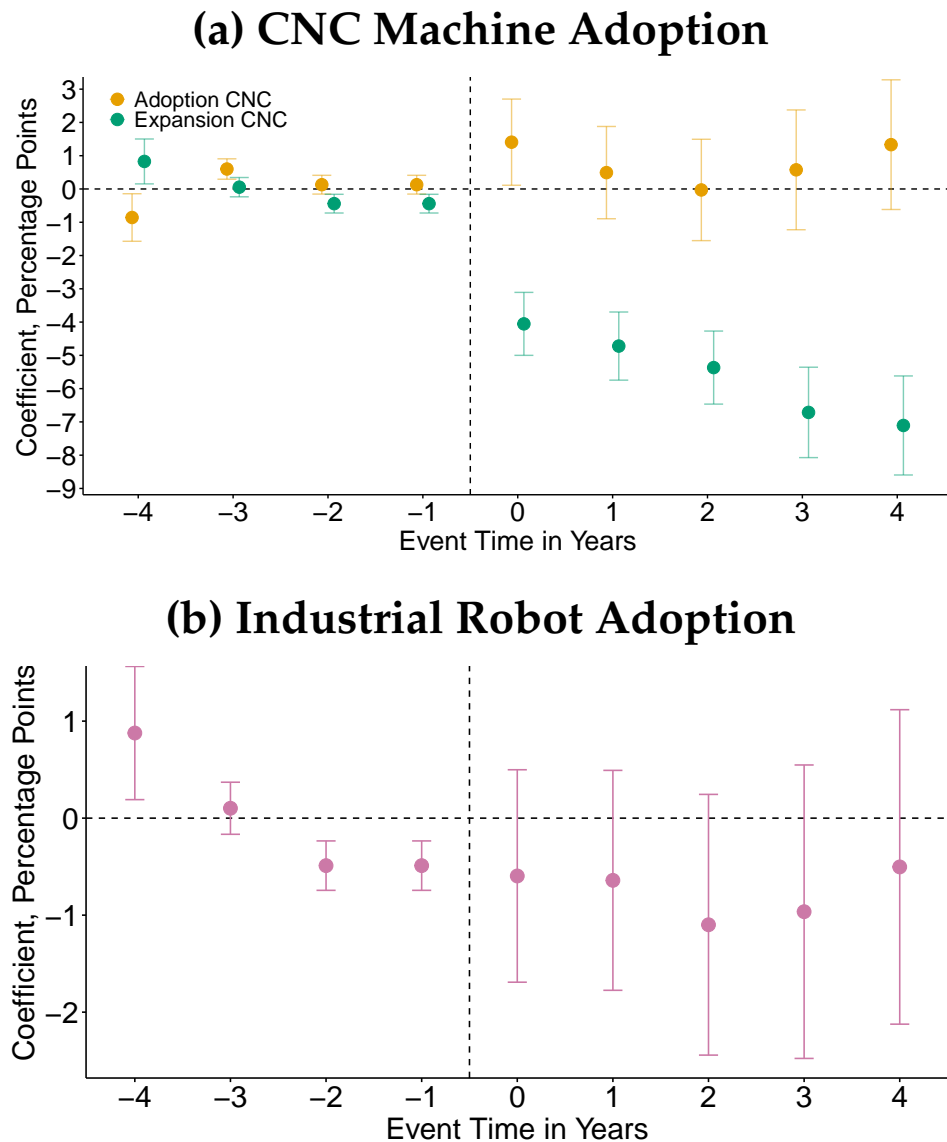 (a) CNC Machine Adoption
Coefficient, Percentage Points
3
2
1
0
−1
−2
−3
−4
−5
−6
−7
−8
−9
Adoption CNC
Expansion CNC
−4 −3 −2 −1 0 1 2 3 4
Event Time in Years
(b) Industrial Robot Adoption
Coefficient, Percentage Points
1
0
−1
−2
−4 −3 −2 −1 0 1 2 3 4
Event Time in Years